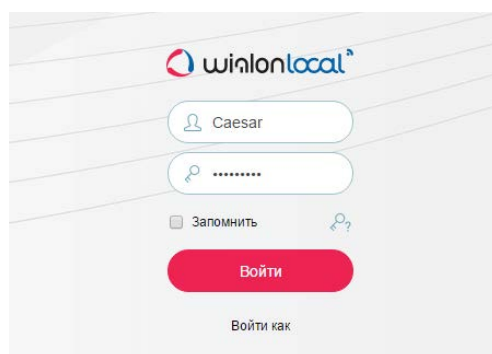 wialonlocal
Caesar
•••••••••
Запомнить
?
Войти
Войти как